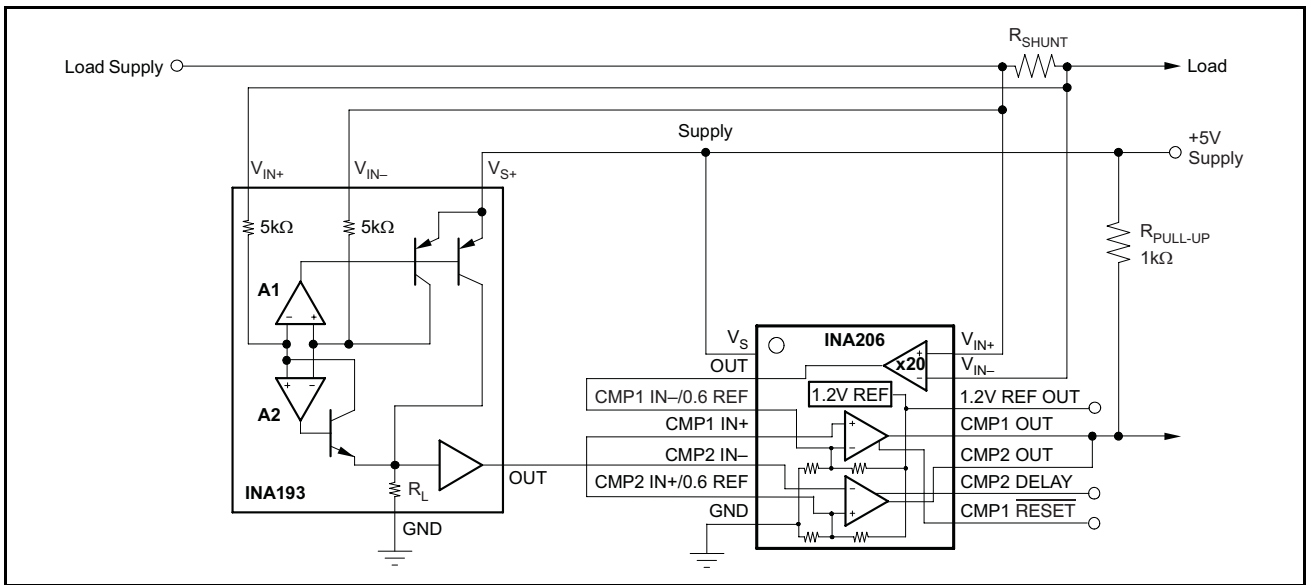 R_SHUNT
Load Supply
Load
Supply
+5V
Supply
V_IN+
V_IN–
V_S+
5kΩ
5kΩ
R_PULL-UP
1kΩ
A1
– +
A2
+ –
INA193
R_L
OUT
GND
V_S
INA206
V_IN+
OUT
+
x20
–
V_IN–
CMP1 IN–/0.6 REF
1.2V REF
1.2V REF OUT
CMP1 IN+
+
–
CMP1 OUT
CMP2 IN–
CMP2 OUT
CMP2 IN+/0.6 REF
–
+
CMP2 DELAY
GND
CMP1 R̅E̅S̅E̅T̅